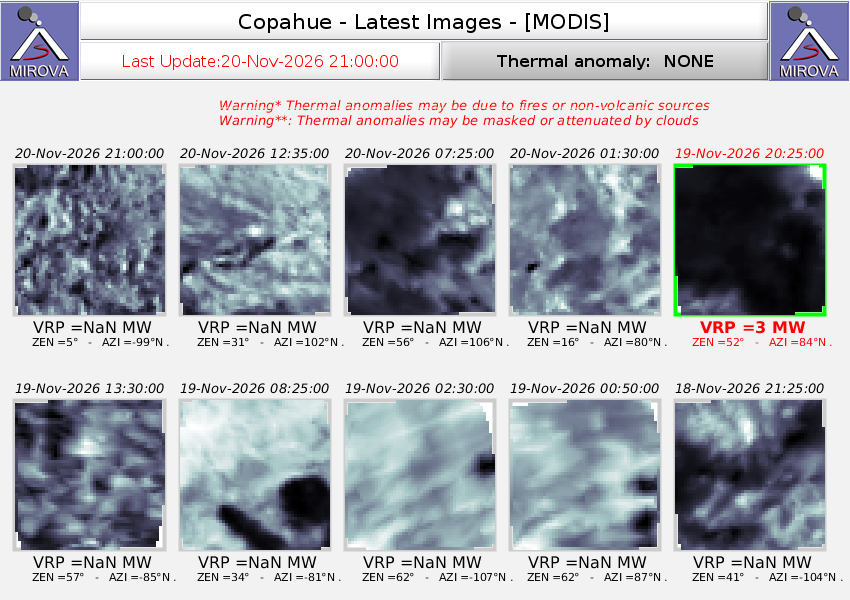 Copahue - Latest Images - [MODIS]
MIROVA
MIROVA
Last Update:20-Nov-2026 21:00:00
Thermal anomaly: NONE
Warning* Thermal anomalies may be due to fires or non-volcanic sources
Warning**: Thermal anomalies may be masked or attenuated by clouds
20-Nov-2026 21:00:00 20-Nov-2026 12:35:00 20-Nov-2026 07:25:00 20-Nov-2026 01:30:00 19-Nov-2026 20:25:00
VRP =NaN MW VRP =NaN MW VRP =NaN MW VRP =NaN MW VRP =3 MW
ZEN =5° - AZI =-99°N . ZEN =31° - AZI =102°N . ZEN =56° - AZI =106°N . ZEN =16° - AZI =80°N . ZEN =52° - AZI =84°N .
19-Nov-2026 13:30:00 19-Nov-2026 08:25:00 19-Nov-2026 02:30:00 19-Nov-2026 00:50:00 18-Nov-2026 21:25:00
VRP =NaN MW VRP =NaN MW VRP =NaN MW VRP =NaN MW VRP =NaN MW
ZEN =57° - AZI =-85°N . ZEN =34° - AZI =-81°N . ZEN =62° - AZI =-107°N . ZEN =62° - AZI =87°N . ZEN =41° - AZI =-104°N .